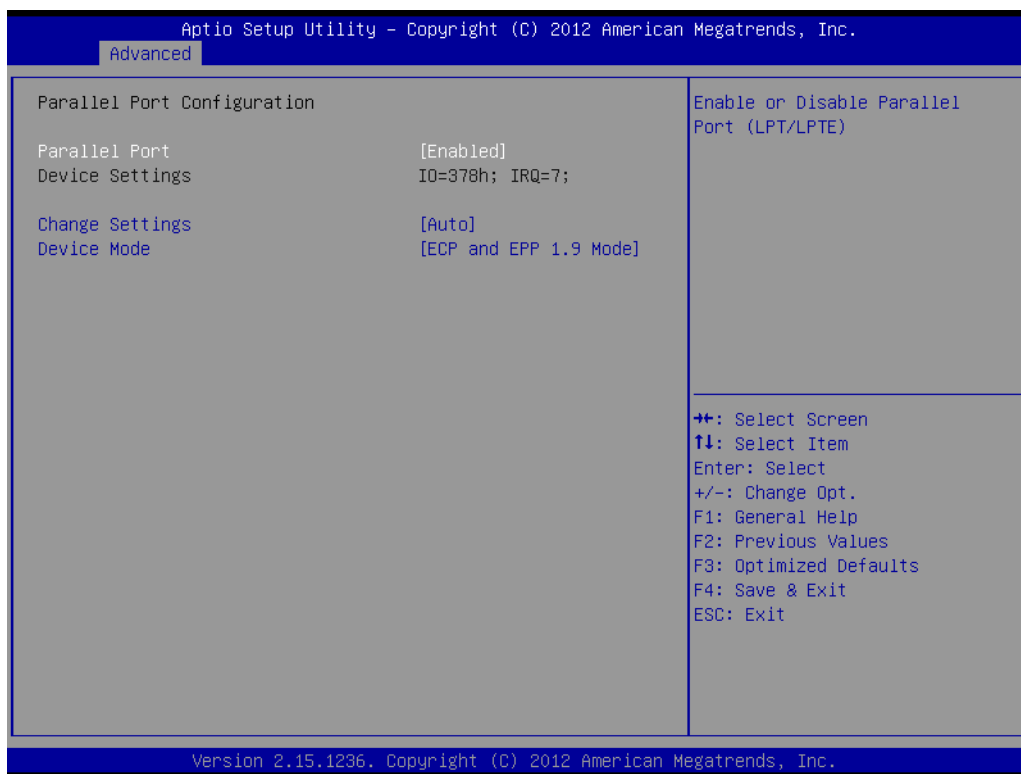 Aptio Setup Utility – Copyright (C) 2012 American Megatrends, Inc.
Advanced
Parallel Port Configuration
Parallel Port [Enabled]
Device Settings IO=378h; IRQ=7;
Change Settings [Auto]
Device Mode [ECP and EPP 1.9 Mode]
Enable or Disable Parallel
Port (LPT/LPTE)
→←: Select Screen
↑↓: Select Item
Enter: Select
+/-: Change Opt.
F1: General Help
F2: Previous Values
F3: Optimized Defaults
F4: Save & Exit
ESC: Exit
Version 2.15.1236. Copyright (C) 2012 American Megatrends, Inc.